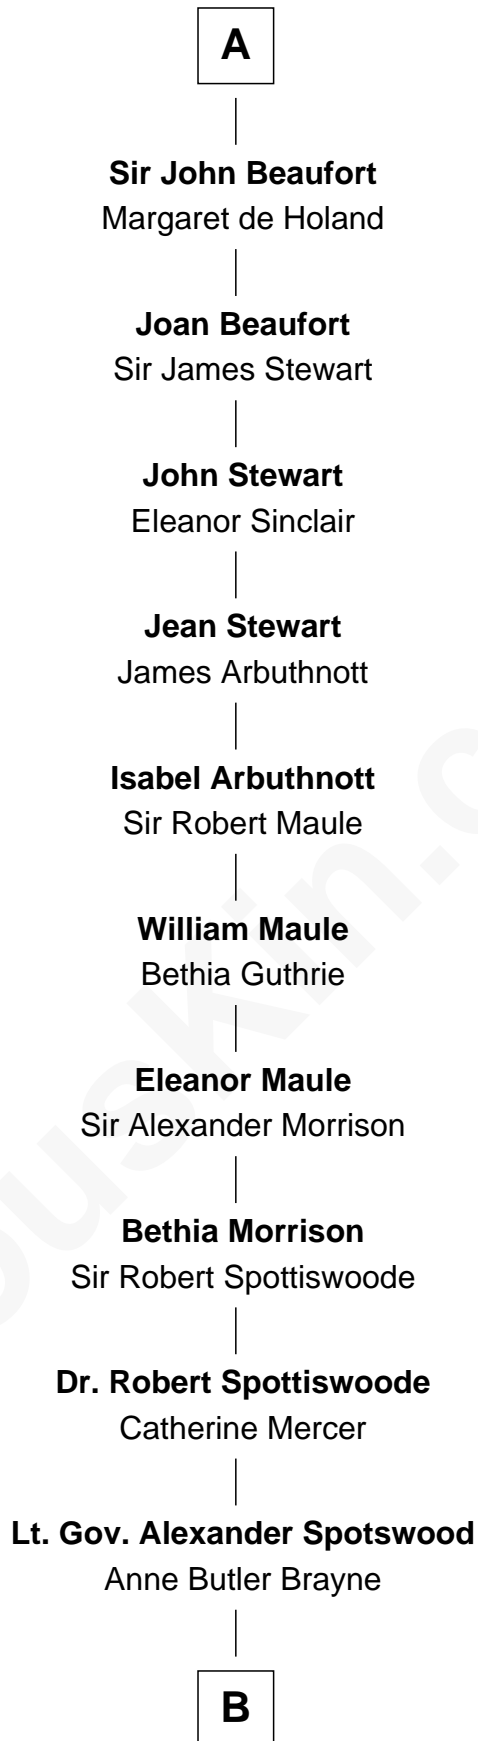 A
Sir John Beaufort
Margaret de Holand
Joan Beaufort
Sir James Stewart
John Stewart
Eleanor Sinclair
Jean Stewart
James Arbuthnott
Isabel Arbuthnott
Sir Robert Maule
William Maule
Bethia Guthrie
Eleanor Maule
Sir Alexander Morrison
Bethia Morrison
Sir Robert Spottiswoode
Dr. Robert Spottiswoode
Catherine Mercer
Lt. Gov. Alexander Spotswood
Anne Butler Brayne
B